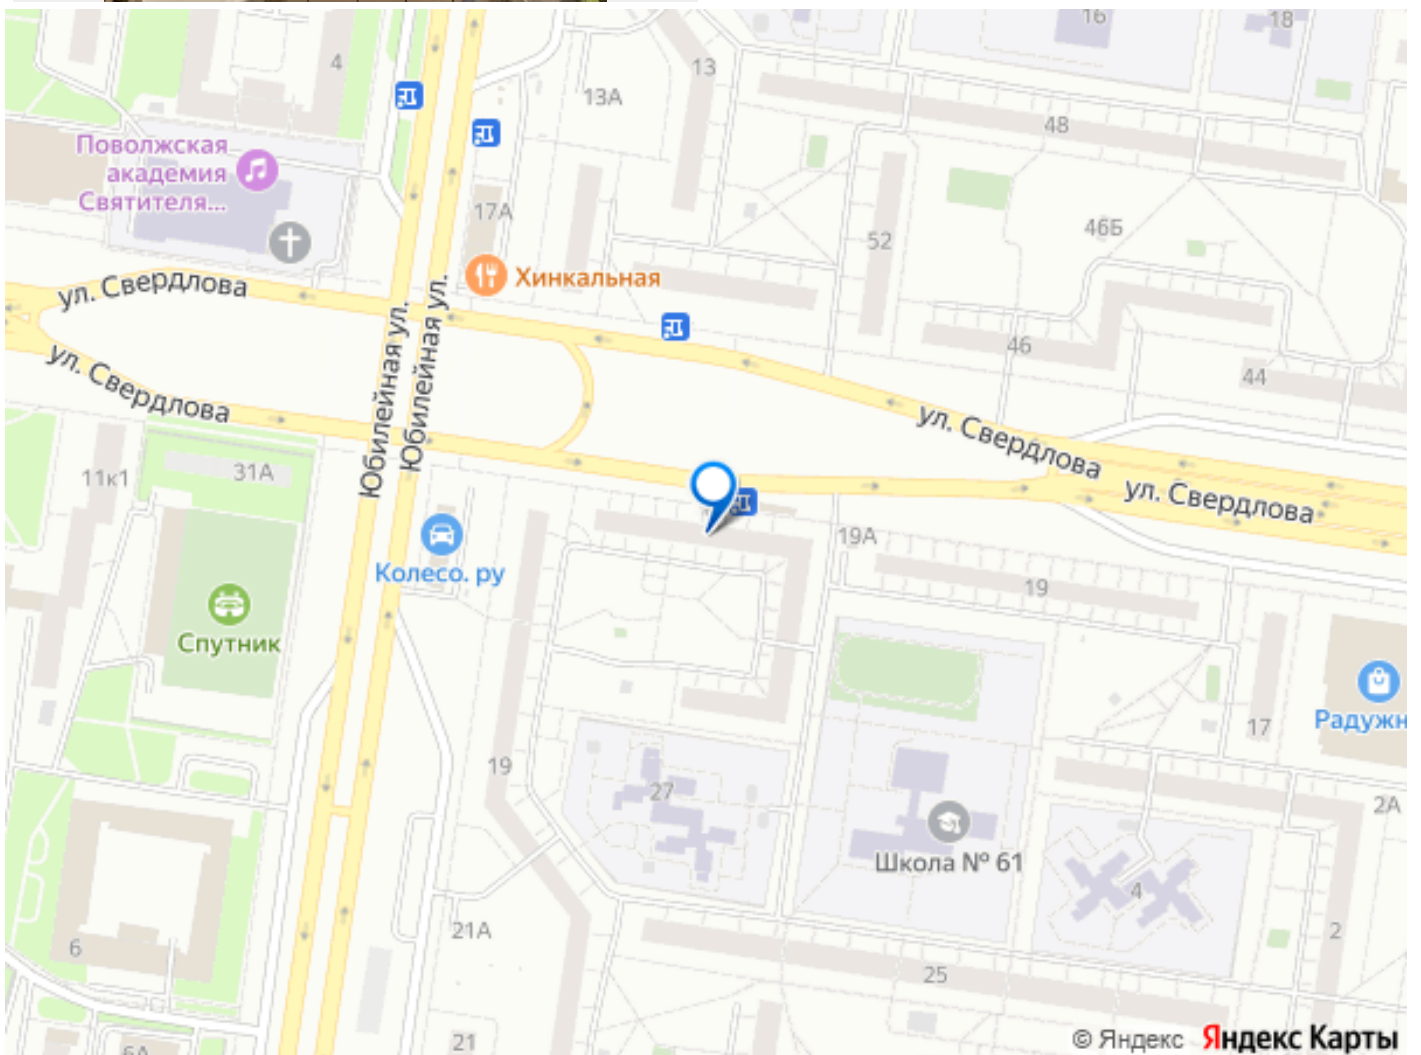 16
18
4
13
13А
48
Поволжская
академия
Святителя...
17А
46Б
52
Хинкальная
ул. Свердлова
Юбилейная ул.
Юбилейная ул.
46
44
ул. Свердлова
ул. Свердлова
ул. Свердлова
11к1
31А
19А
Колесо. ру
19
Спутник
17
Радужн
19
27
2А
Школа № 61
4
21А
6
2
25
21
6А
© Яндекс Яндекс Карты